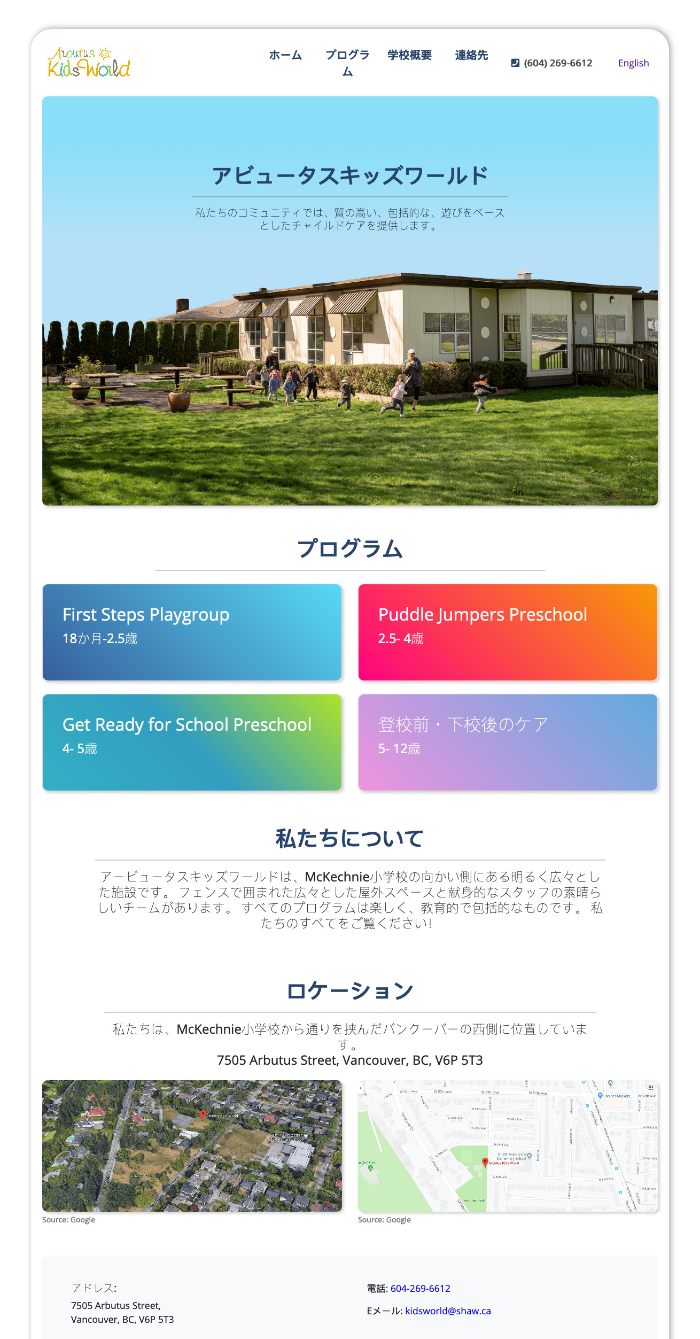 Arbutus
KidsWorld
ホーム
プログラ
ム
学校概要
連絡先
(604) 269-6612
English
アビュータスキッズワールド
私たちのコミュニティでは、質の高い、包括的な、遊びをベース
としたチャイルドケアを提供します。
プログラム
First Steps Playgroup
18か月-2.5歳
Puddle Jumpers Preschool
2.5- 4歳
Get Ready for School Preschool
4- 5歳
登校前・下校後のケア
5- 12歳
私たちについて
アービュータスキッズワールドは、McKechnie小学校の向かい側にある明るく広々とし
た施設です。 フェンスで囲まれた広々とした屋外スペースと献身的なスタッフの素晴ら
しいチームがあります。 すべてのプログラムは楽しく、教育的で包括的なものです。 私
たちのすべてをご覧ください!
ロケーション
私たちは、McKechnie小学校から通りを挟んだバンクーバーの西側に位置していま
す。
7505 Arbutus Street, Vancouver, BC, V6P 5T3
Source: Google
Source: Google
アドレス:
7505 Arbutus Street,
Vancouver, BC, V6P 5T3
電話: 604-269-6612
Eメール: kidsworld@shaw.ca